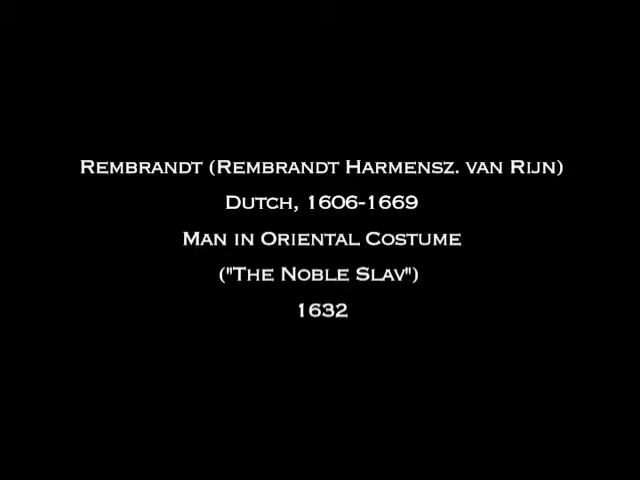 Rembrandt (Rembrandt Harmensz. van Rijn)
Dutch, 1606-1669
Man in Oriental Costume
("The Noble Slav")
1632